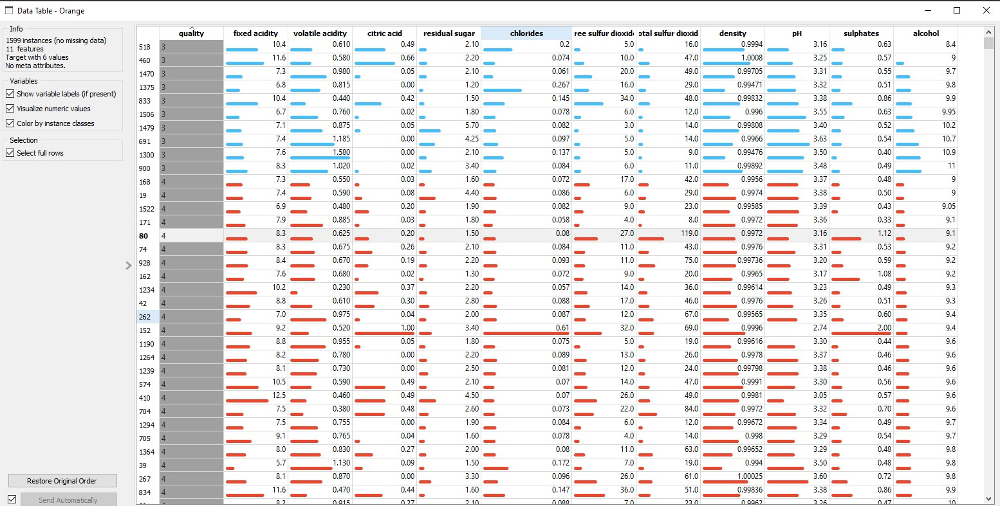 Data Table - Orange
Info
1599 instances (no missing data)
11 features
Target with 6 values
No meta attributes.
Variables
Show variable labels (if present)
Visualize numeric values
Color by instance classes
Selection
Select full rows
Restore Original Order
Send Automatically
quality fixed acidity volatile acidity citric acid residual sugar chlorides ree sulfur dioxide otal sulfur dioxid density pH sulphates alcohol
518 3 10.4 0.610 0.49 2.10 0.2 5.0 16.0 0.9994 3.16 0.63 8.4
460 3 11.6 0.580 0.66 2.20 0.074 10.0 47.0 1.0008 3.25 0.57 9
1470 3 7.3 0.980 0.05 2.10 0.061 20.0 49.0 0.99705 3.31 0.55 9.7
1375 3 6.8 0.815 0.00 1.20 0.267 16.0 29.0 0.99471 3.32 0.51 9.8
833 3 10.4 0.440 0.42 1.50 0.145 34.0 48.0 0.99832 3.38 0.86 9.9
1506 3 6.7 0.760 0.02 1.80 0.078 6.0 12.0 0.996 3.55 0.63 9.95
1479 3 7.1 0.875 0.05 5.70 0.082 3.0 14.0 0.99808 3.40 0.52 10.2
691 3 7.4 1.185 0.00 4.25 0.097 5.0 14.0 0.9966 3.63 0.54 10.7
1300 3 7.6 1.580 0.00 2.10 0.137 5.0 9.0 0.99476 3.50 0.40 10.9
900 3 8.3 1.020 0.02 3.40 0.084 6.0 11.0 0.99892 3.48 0.49 11
168 4 7.3 0.550 0.03 1.60 0.072 17.0 42.0 0.9956 3.37 0.48 9
19 4 7.4 0.590 0.08 4.40 0.086 6.0 29.0 0.9974 3.38 0.50 9
1522 4 6.9 0.480 0.20 1.90 0.082 9.0 23.0 0.99585 3.39 0.43 9.05
171 4 7.9 0.885 0.03 1.80 0.058 4.0 8.0 0.9972 3.36 0.33 9.1
80 4 8.3 0.625 0.20 1.50 0.08 27.0 119.0 0.9972 3.16 1.12 9.1
74 4 8.3 0.675 0.26 2.10 0.084 11.0 43.0 0.9976 3.31 0.53 9.2
928 4 8.4 0.670 0.19 2.20 0.093 11.0 75.0 0.99736 3.20 0.59 9.2
162 4 7.6 0.680 0.02 1.30 0.072 9.0 20.0 0.9965 3.17 1.08 9.2
1234 4 10.2 0.230 0.37 2.20 0.057 14.0 36.0 0.99614 3.23 0.49 9.3
42 4 8.8 0.610 0.30 2.80 0.088 17.0 46.0 0.9976 3.26 0.51 9.3
262 4 7.0 0.975 0.04 2.00 0.087 12.0 67.0 0.99565 3.35 0.60 9.4
152 4 9.2 0.520 1.00 3.40 0.61 32.0 69.0 0.9996 2.74 2.00 9.4
1190 4 8.8 0.955 0.05 1.80 0.075 5.0 19.0 0.99616 3.30 0.44 9.6
1264 4 8.2 0.780 0.00 2.20 0.089 13.0 26.0 0.9978 3.37 0.46 9.6
1239 4 8.1 0.730 0.00 2.50 0.081 12.0 24.0 0.99798 3.38 0.46 9.6
574 4 10.5 0.590 0.49 2.10 0.07 14.0 47.0 0.9991 3.30 0.56 9.6
410 4 12.5 0.460 0.49 4.50 0.07 26.0 49.0 0.9981 3.05 0.57 9.6
704 4 7.5 0.380 0.48 2.60 0.073 22.0 84.0 0.9972 3.32 0.70 9.6
1294 4 7.5 0.755 0.00 1.90 0.084 6.0 12.0 0.99672 3.34 0.49 9.7
705 4 9.1 0.765 0.04 1.60 0.078 4.0 14.0 0.998 3.29 0.54 9.7
1364 4 8.0 0.830 0.27 2.00 0.08 11.0 63.0 0.99652 3.29 0.48 9.8
39 4 5.7 1.130 0.09 1.50 0.172 7.0 19.0 0.994 3.50 0.48 9.8
267 4 8.1 0.870 0.00 3.30 0.096 26.0 61.0 1.00025 3.60 0.72 9.8
834 4 11.6 0.470 0.44 1.60 0.147 36.0 51.0 0.99836 3.38 0.86 9.9
8.2 0.915 0.27 2.10 0.088 7.0 23.0 0.9962 3.26 0.47 10